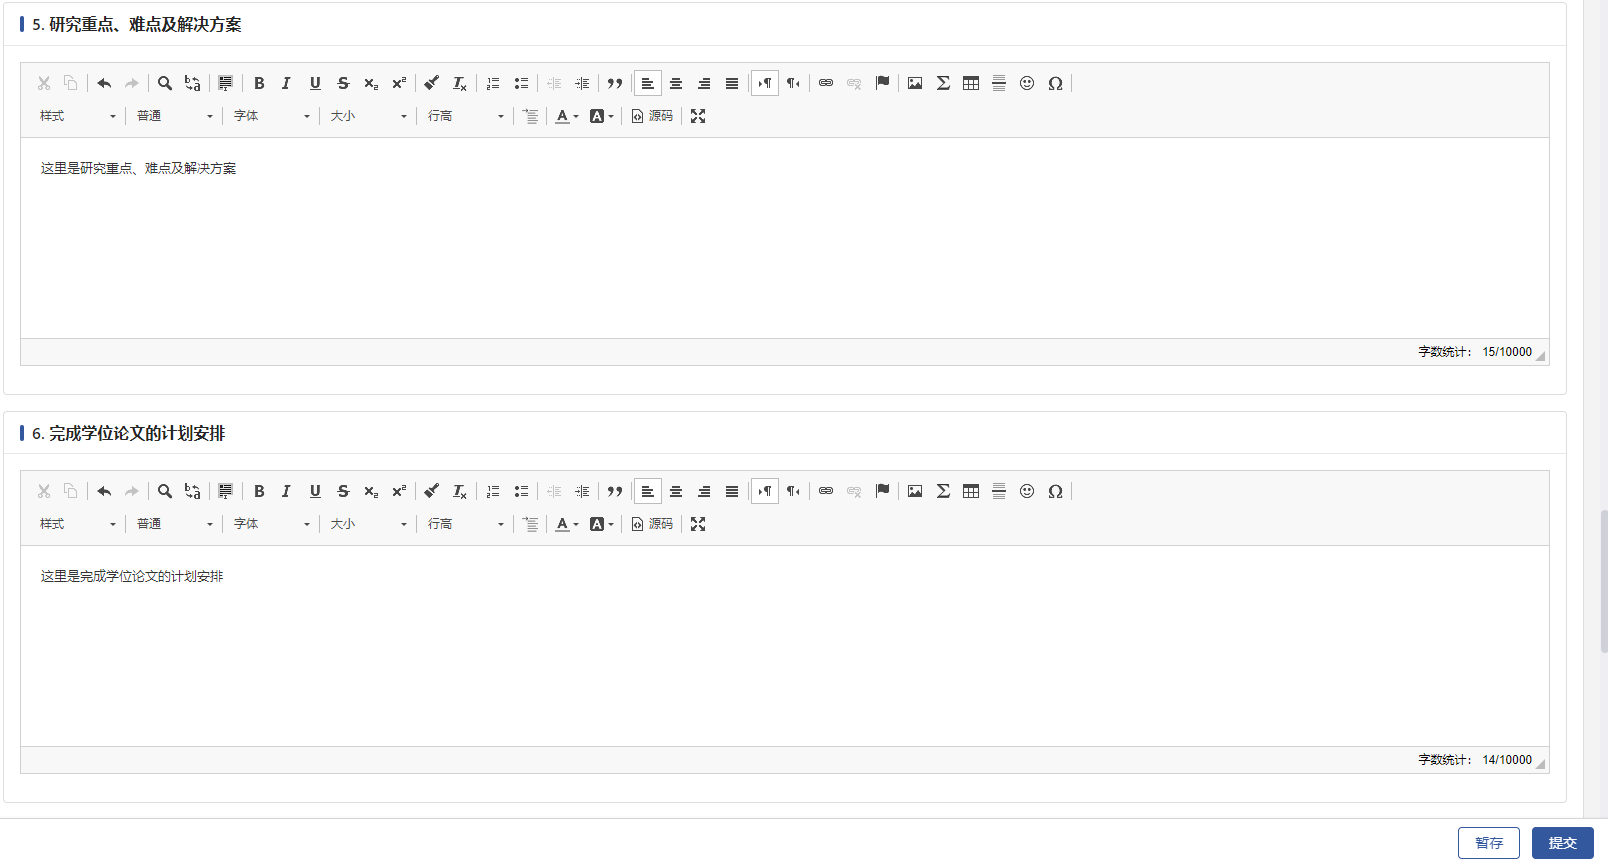 5. 研究重点、难点及解决方案
样式 普通 字体 大小 行高 源码
这里是研究重点、难点及解决方案
字数统计： 15/10000
6. 完成学位论文的计划安排
样式 普通 字体 大小 行高 源码
这里是完成学位论文的计划安排
字数统计： 14/10000
暂存 提交